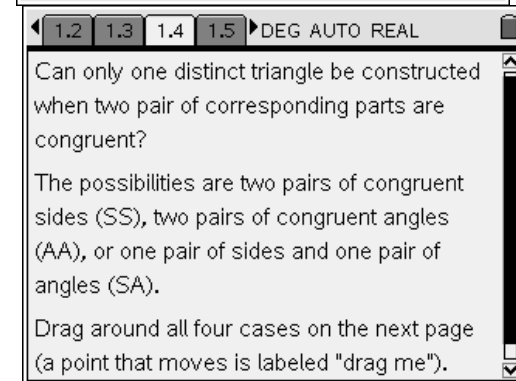 1.2 1.3 1.4 1.5 DEG AUTO REAL
Can only one distinct triangle be constructed
when two pair of corresponding parts are
congruent?
The possibilities are two pairs of congruent
sides (SS), two pairs of congruent angles
(AA), or one pair of sides and one pair of
angles (SA).
Drag around all four cases on the next page
(a point that moves is labeled "drag me").